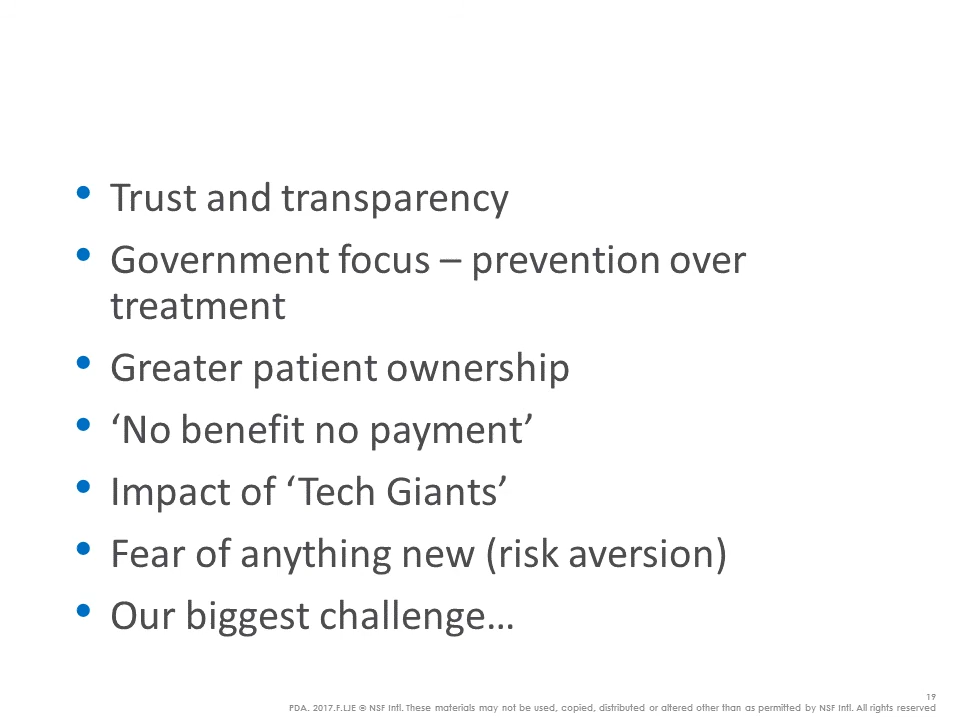 • Trust and transparency
• Government focus – prevention over
treatment
• Greater patient ownership
• ‘No benefit no payment’
• Impact of ‘Tech Giants’
• Fear of anything new (risk aversion)
• Our biggest challenge…
19
PDA. 2017.F.LJE ® NSF Intl. These materials may not be used, copied, distributed or altered other than as permitted by NSF Intl. All rights reserved